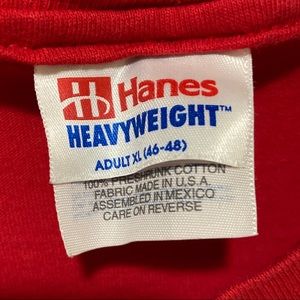 Hanes
HEAVYWEIGHT™
ADULT XL (46-48)
100% PRESHRUNK COTTON
FABRIC MADE IN U.S.A.
ASSEMBLED IN MEXICO
CARE ON REVERSE